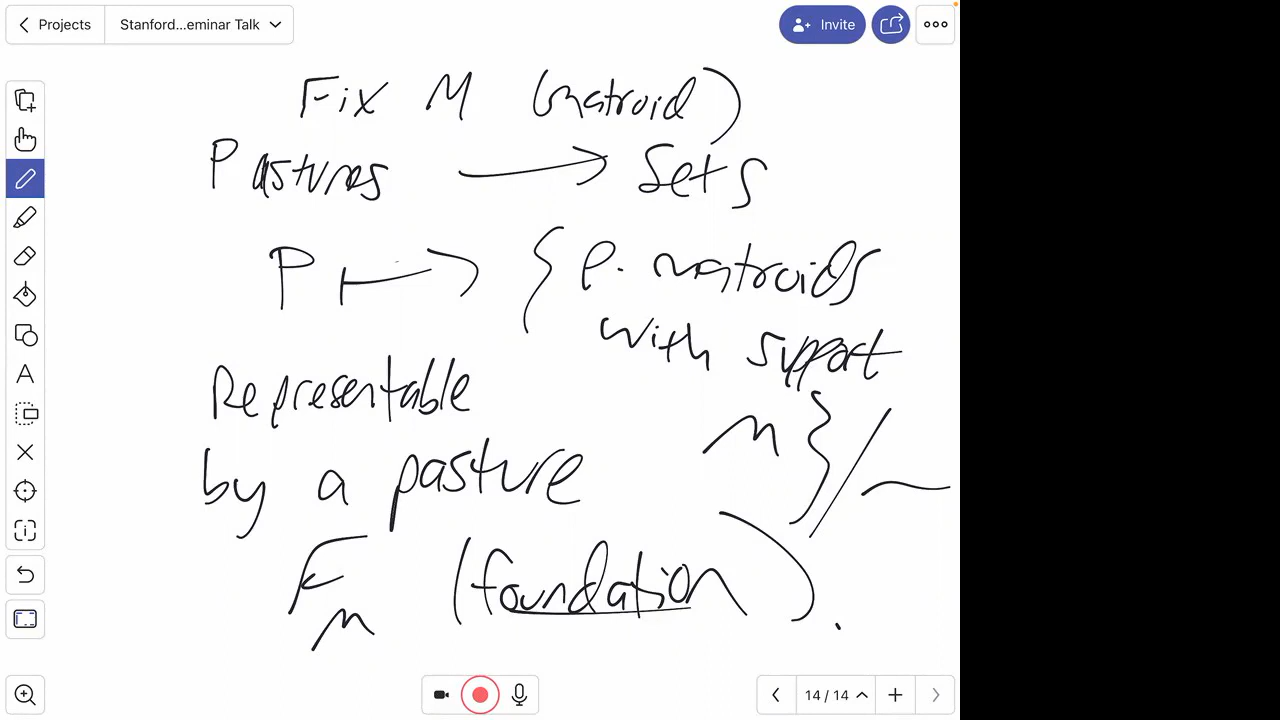 Projects
Stanford...eminar Talk
Invite
Fix M (matroid)
Pastures → Sets
P ↦ { P-matroids
with support
M } / ~
Representable
by a pasture
F_M (foundation).
A
14 / 14